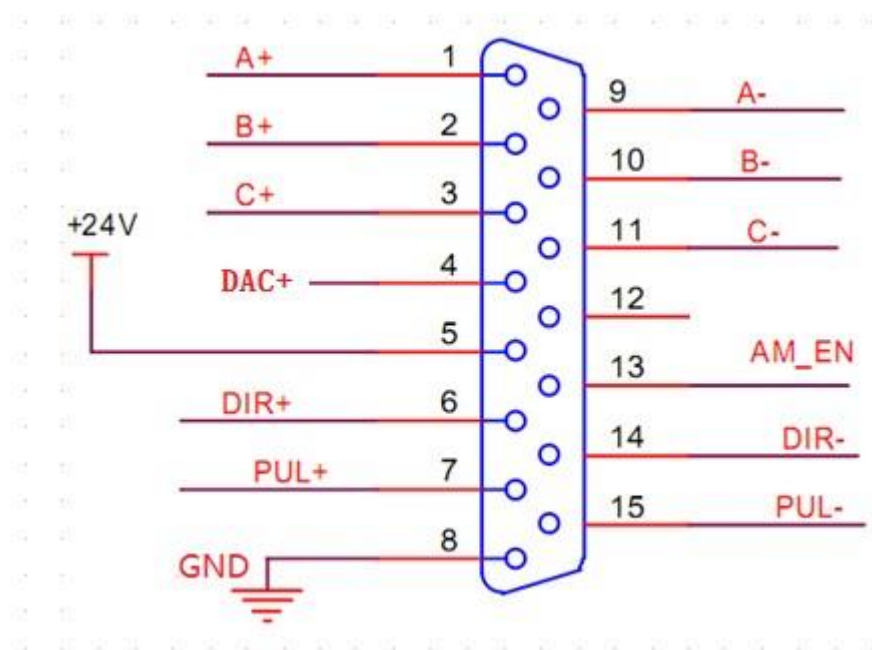 A+ 1
9 A-
B+ 2
10 B-
C+ 3
11 C-
+24V
DAC+ 4
12
5
AM_EN
13
DIR+ 6
14 DIR-
PUL+ 7
15 PUL-
8
GND